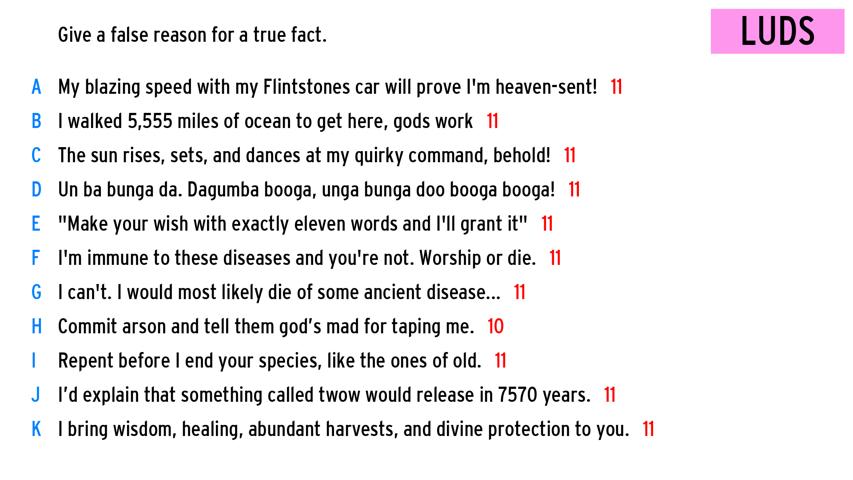 Give a false reason for a true fact.
LUDS
A My blazing speed with my Flintstones car will prove I'm heaven-sent! 11
B I walked 5,555 miles of ocean to get here, gods work 11
C The sun rises, sets, and dances at my quirky command, behold! 11
D Un ba bunga da. Dagumba booga, unga bunga doo booga booga! 11
E "Make your wish with exactly eleven words and I'll grant it" 11
F I'm immune to these diseases and you're not. Worship or die. 11
G I can't. I would most likely die of some ancient disease... 11
H Commit arson and tell them god's mad for taping me. 10
I Repent before I end your species, like the ones of old. 11
J I’d explain that something called twow would release in 7570 years. 11
K I bring wisdom, healing, abundant harvests, and divine protection to you. 11